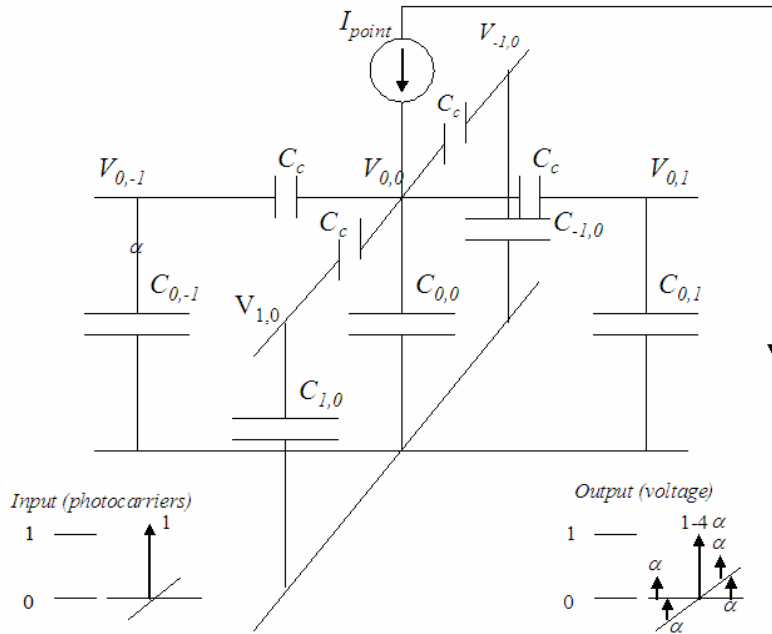 I_point
V_-1,0
C_c
V_0,-1
C_c
V_0,0
C_c
V_0,1
C_c
C_-1,0
α
C_0,-1
V_1,0
C_0,0
C_0,1
C_1,0
Input (photocarriers)
1
1
0
Output (voltage)
1-4 α
1
α
α
α
0
α